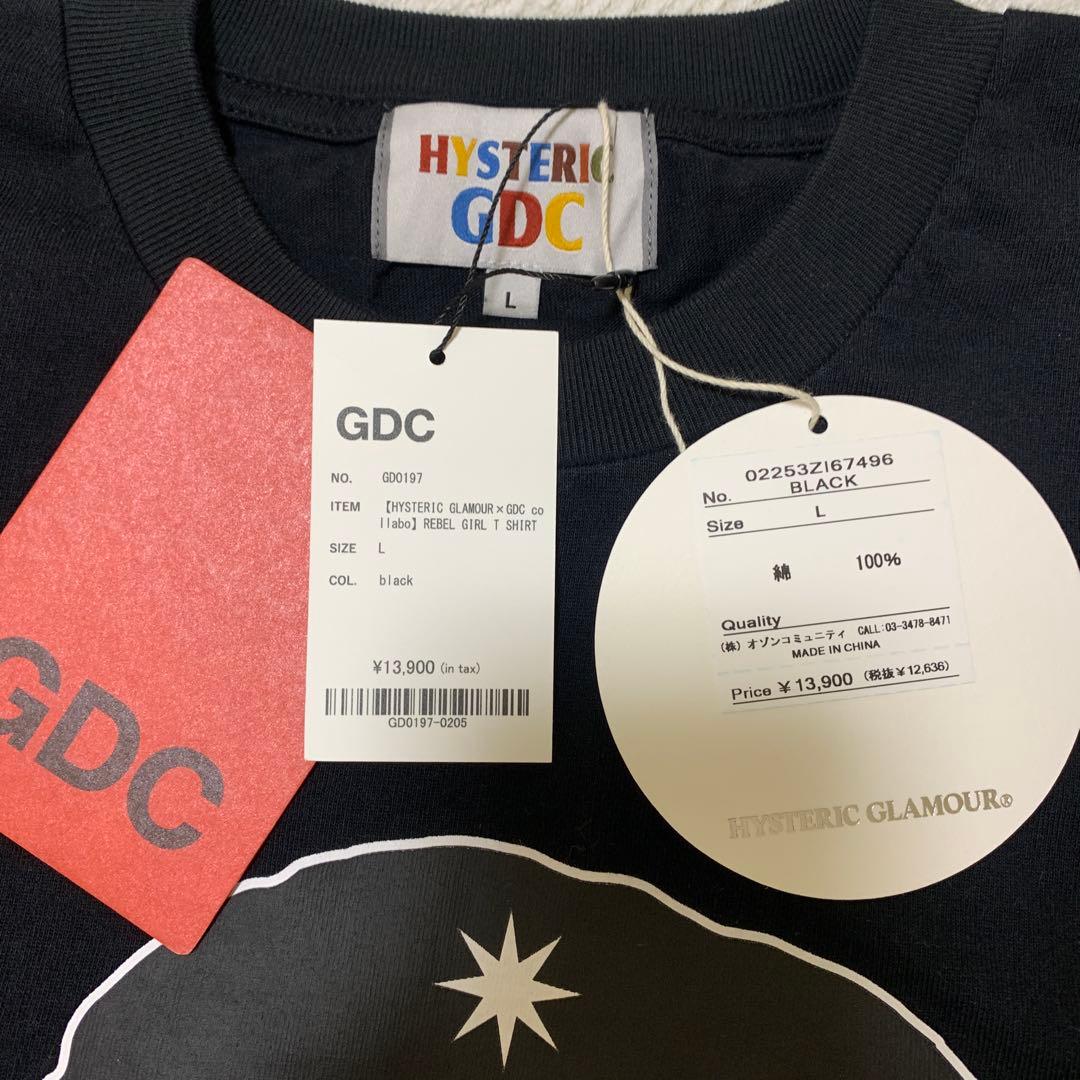 HYSTERIC
GDC
L
GDC
NO. GD0197
ITEM 【HYSTERIC GLAMOUR×GDC co
llabo】REBEL GIRL T SHIRT
SIZE L
COL. black
¥13,900 (in tax)
GD0197-0205
GDC
No. 02253ZI67496
BLACK
Size L
綿 100%
Quality
(株) オゾンコミュニティ CALL:03-3478-8471
MADE IN CHINA
Price ¥13,900 (税抜¥12,636)
HYSTERIC GLAMOUR®